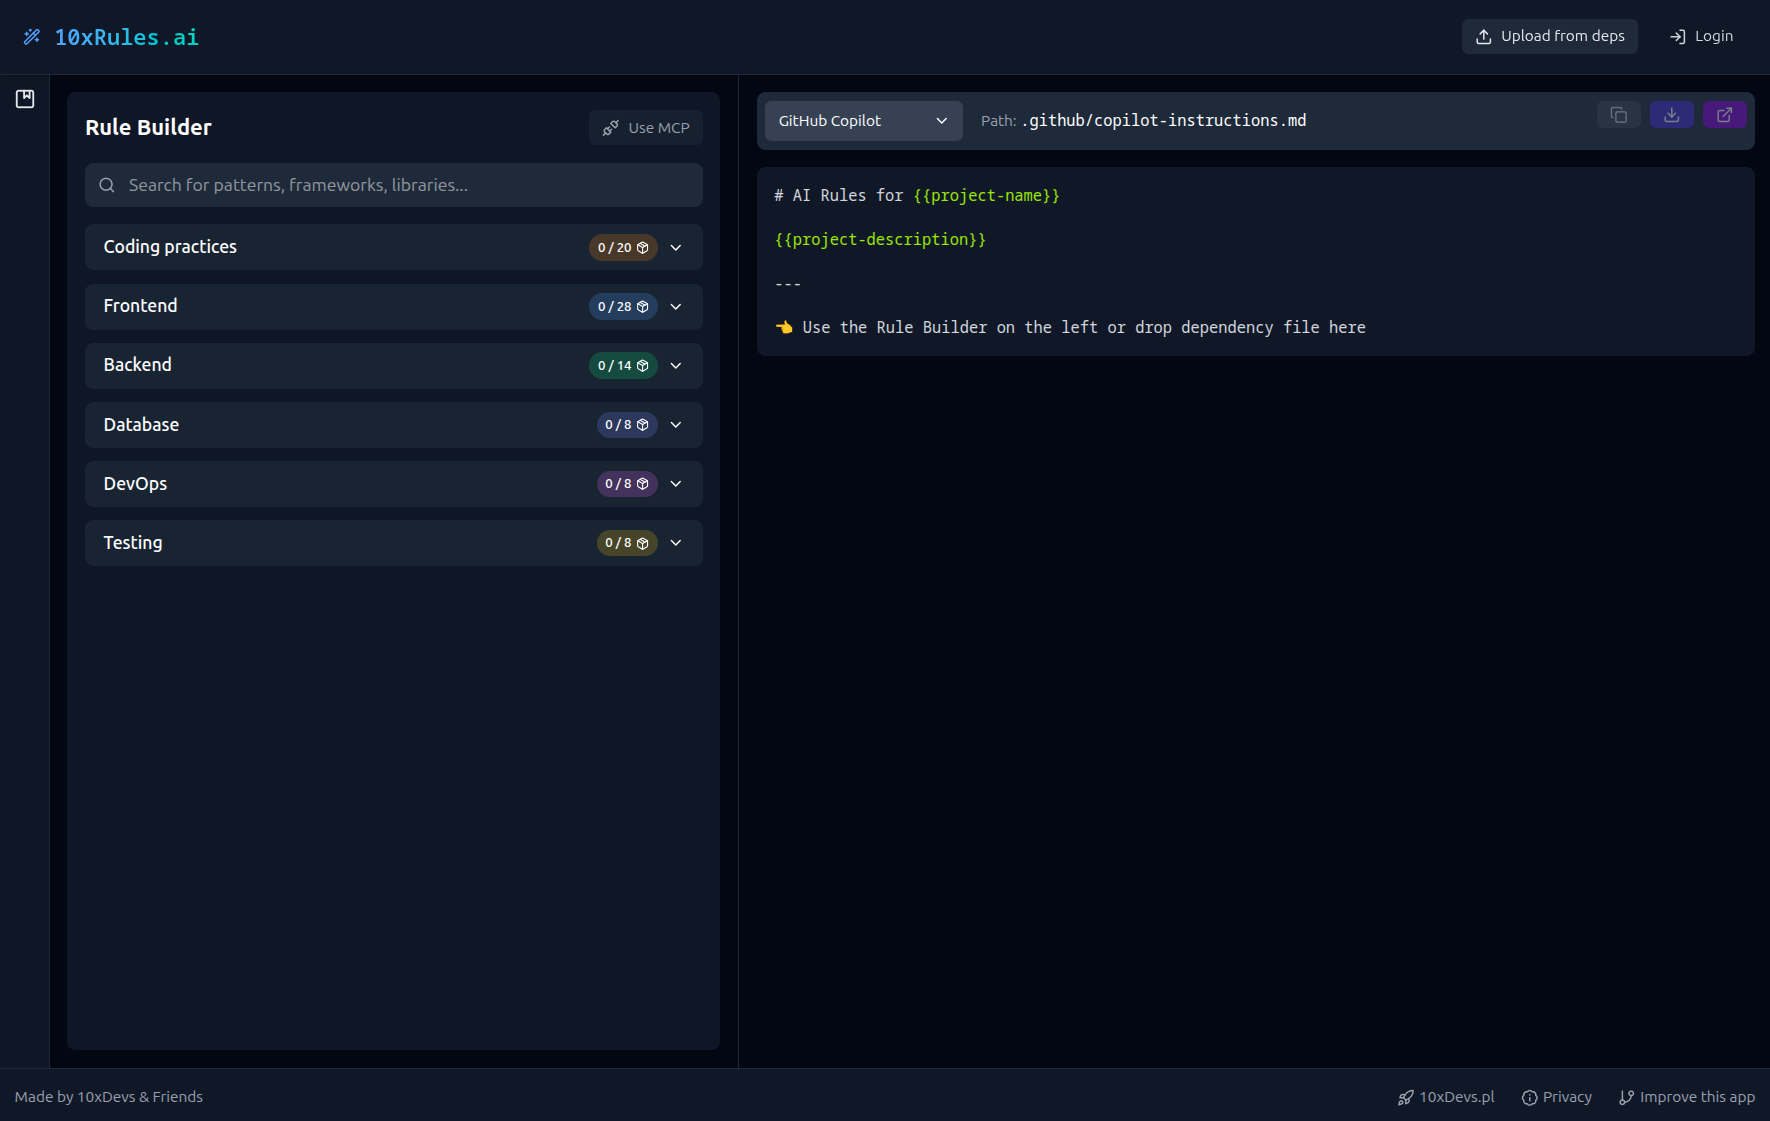 10xRules.ai
Upload from deps
Login
Rule Builder
Use MCP
Search for patterns, frameworks, libraries...
Coding practices
0 / 20
Frontend
0 / 28
Backend
0 / 14
Database
0 / 8
DevOps
0 / 8
Testing
0 / 8
GitHub Copilot
Path: .github/copilot-instructions.md
# AI Rules for {{project-name}}
{{project-description}}
---
👈 Use the Rule Builder on the left or drop dependency file here
Made by 10xDevs & Friends
10xDevs.pl
Privacy
Improve this app